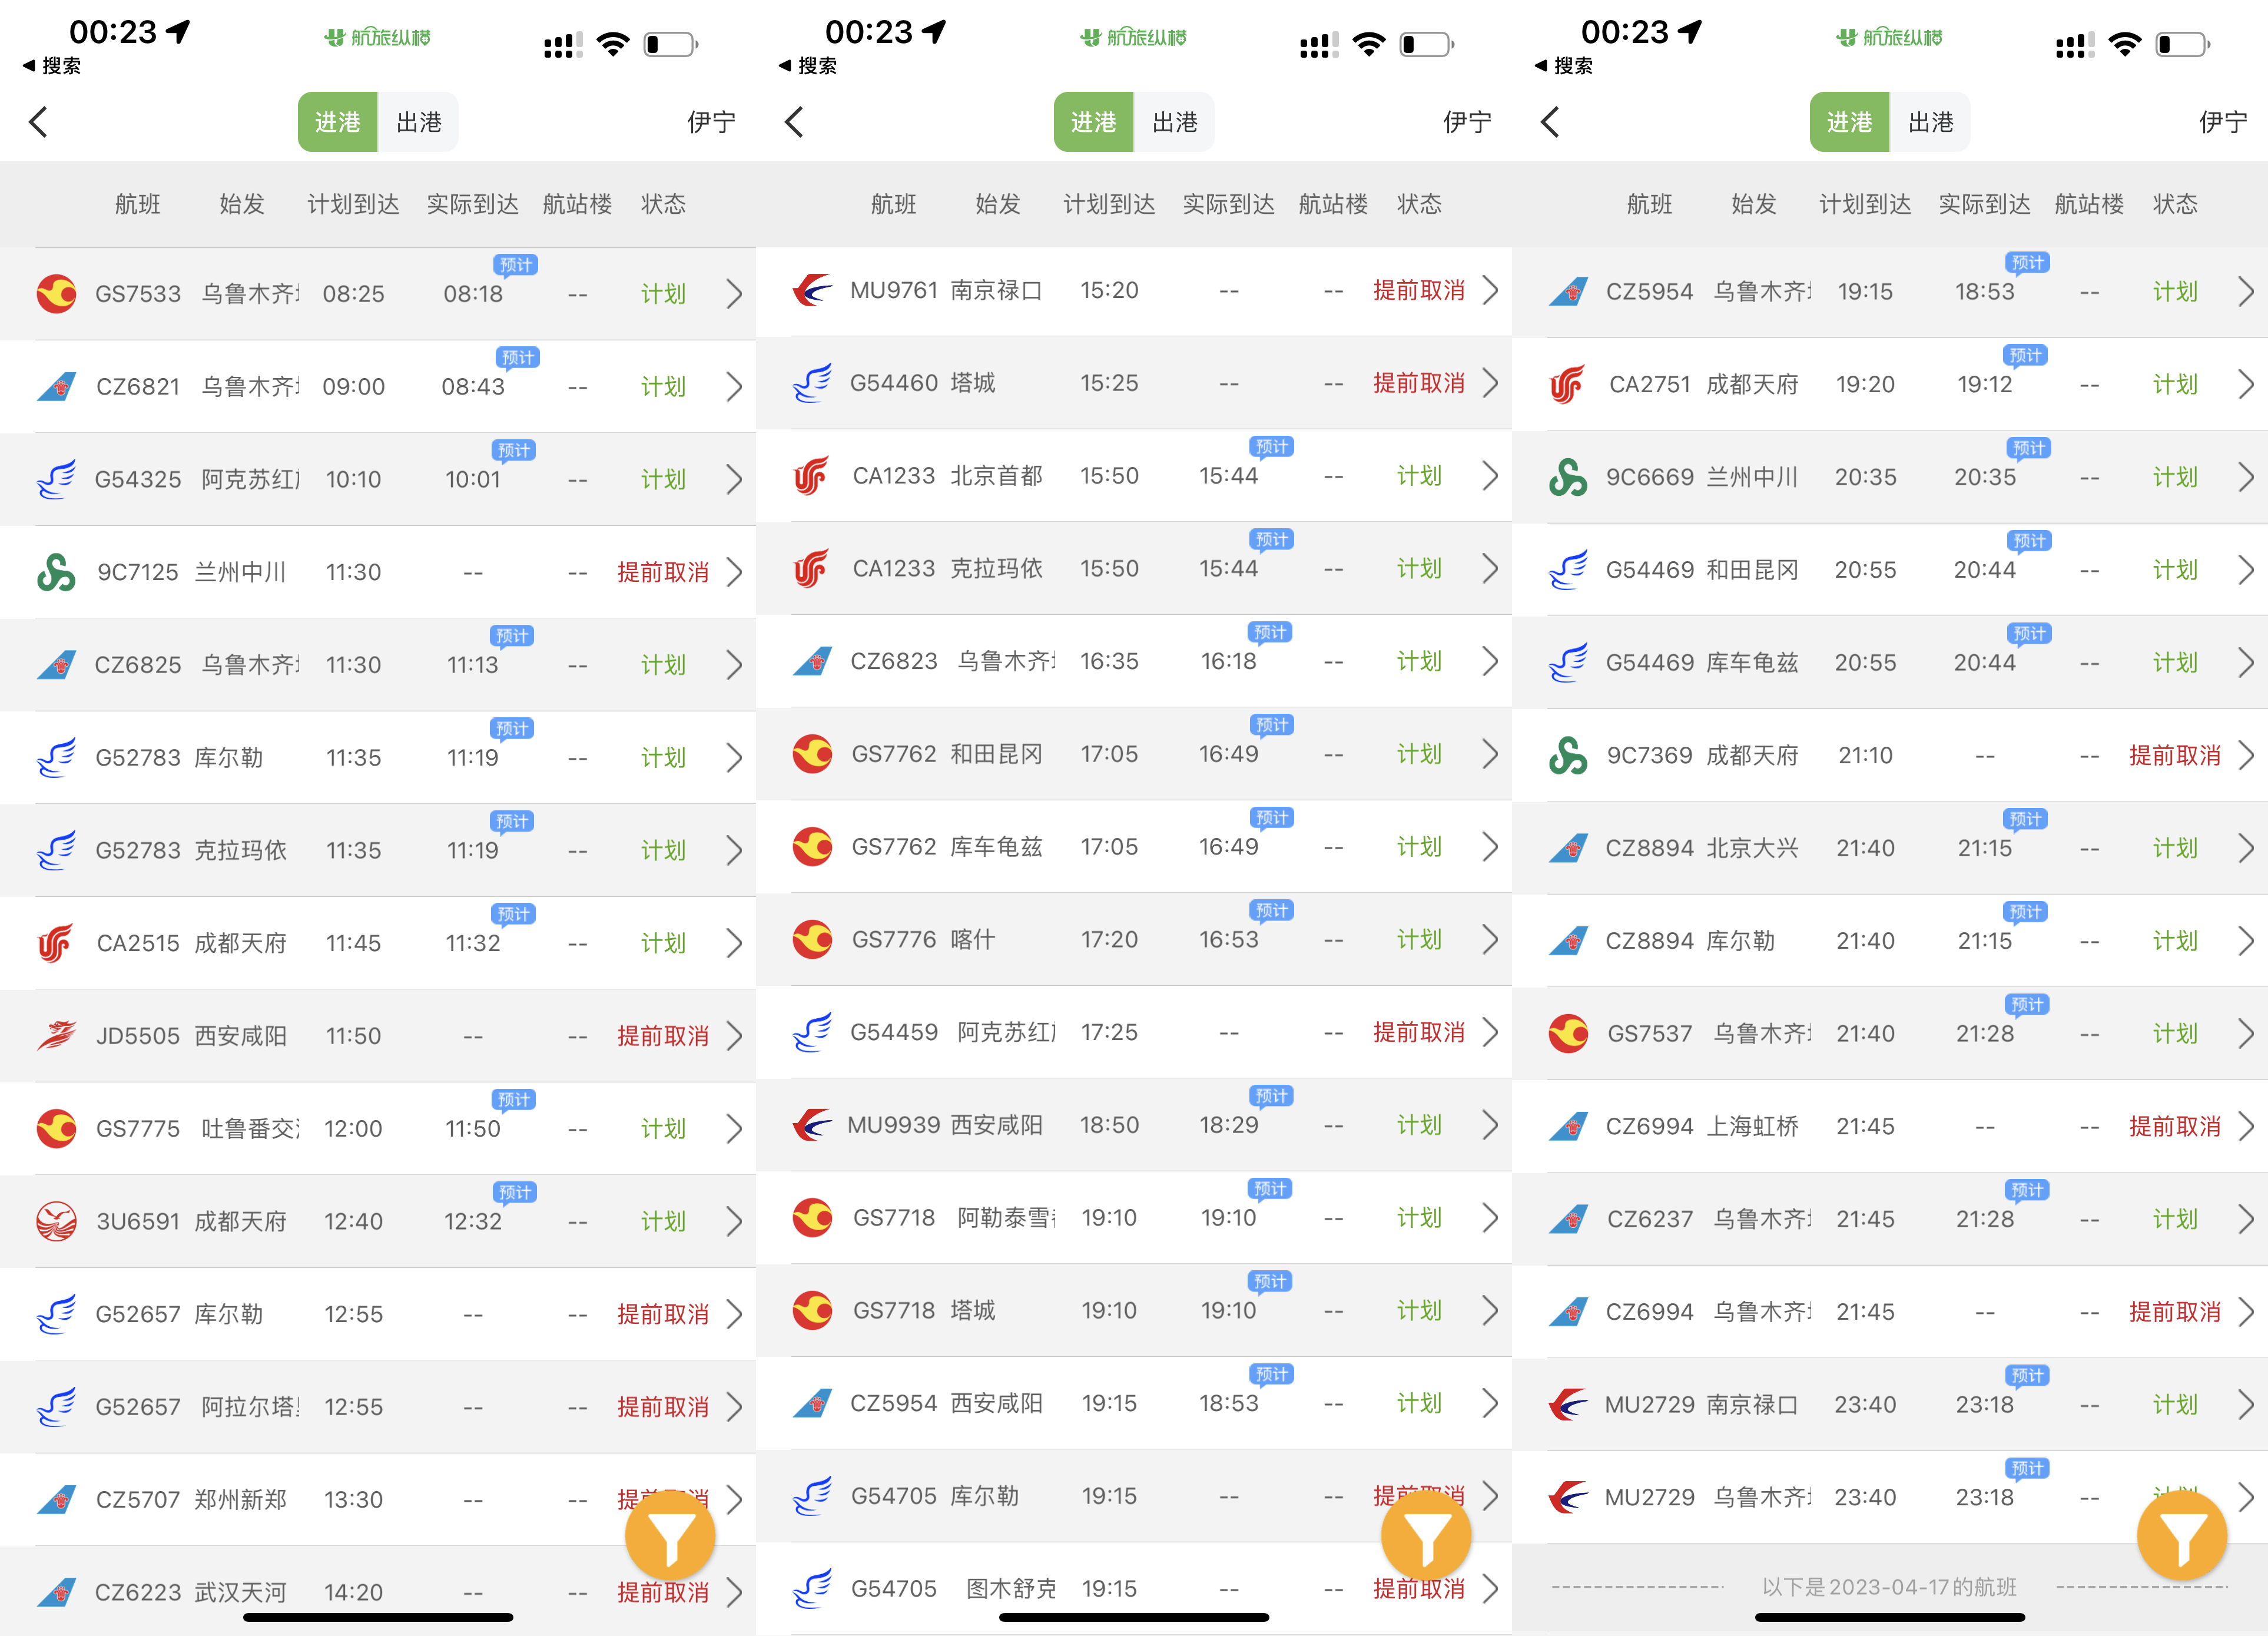 00:23
航旅纵横
搜索
进港 出港 伊宁
航班 始发 计划到达 实际到达 航站楼 状态
GS7533 乌鲁木齐 08:25 08:18 预计 -- 计划
CZ6821 乌鲁木齐 09:00 08:43 预计 -- 计划
G54325 阿克苏红 10:10 10:01 预计 -- 计划
9C7125 兰州中川 11:30 -- -- 提前取消
CZ6825 乌鲁木齐 11:30 11:13 预计 -- 计划
G52783 库尔勒 11:35 11:19 预计 -- 计划
G52783 克拉玛依 11:35 11:19 预计 -- 计划
CA2515 成都天府 11:45 11:32 预计 -- 计划
JD5505 西安咸阳 11:50 -- -- 提前取消
GS7775 吐鲁番交 12:00 11:50 预计 -- 计划
3U6591 成都天府 12:40 12:32 预计 -- 计划
G52657 库尔勒 12:55 -- -- 提前取消
G52657 阿拉尔塔 12:55 -- -- 提前取消
CZ5707 郑州新郑 13:30 -- -- 提前取消
CZ6223 武汉天河 14:20 -- -- 提前取消
00:23
航旅纵横
搜索
进港 出港 伊宁
航班 始发 计划到达 实际到达 航站楼 状态
MU9761 南京禄口 15:20 -- -- 提前取消
G54460 塔城 15:25 -- -- 提前取消
CA1233 北京首都 15:50 15:44 预计 -- 计划
CA1233 克拉玛依 15:50 15:44 预计 -- 计划
CZ6823 乌鲁木齐 16:35 16:18 预计 -- 计划
GS7762 和田昆冈 17:05 16:49 预计 -- 计划
GS7762 库车龟兹 17:05 16:49 预计 -- 计划
GS7776 喀什 17:20 16:53 预计 -- 计划
G54459 阿克苏红 17:25 -- -- 提前取消
MU9939 西安咸阳 18:50 18:29 预计 -- 计划
GS7718 阿勒泰雪 19:10 19:10 预计 -- 计划
GS7718 塔城 19:10 19:10 预计 -- 计划
CZ5954 西安咸阳 19:15 18:53 预计 -- 计划
G54705 库尔勒 19:15 -- -- 提前取消
G54705 图木舒克 19:15 -- -- 提前取消
00:23
航旅纵横
搜索
进港 出港 伊宁
航班 始发 计划到达 实际到达 航站楼 状态
CZ5954 乌鲁木齐 19:15 18:53 预计 -- 计划
CA2751 成都天府 19:20 19:12 预计 -- 计划
9C6669 兰州中川 20:35 20:35 预计 -- 计划
G54469 和田昆冈 20:55 20:44 预计 -- 计划
G54469 库车龟兹 20:55 20:44 预计 -- 计划
9C7369 成都天府 21:10 -- -- 提前取消
CZ8894 北京大兴 21:40 21:15 预计 -- 计划
CZ8894 库尔勒 21:40 21:15 预计 -- 计划
GS7537 乌鲁木齐 21:40 21:28 预计 -- 计划
CZ6994 上海虹桥 21:45 -- -- 提前取消
CZ6237 乌鲁木齐 21:45 21:28 预计 -- 计划
CZ6994 乌鲁木齐 21:45 -- -- 提前取消
MU2729 南京禄口 23:40 23:18 预计 -- 计划
MU2729 乌鲁木齐 23:40 23:18 预计 -- 计划
以下是2023-04-17的航班